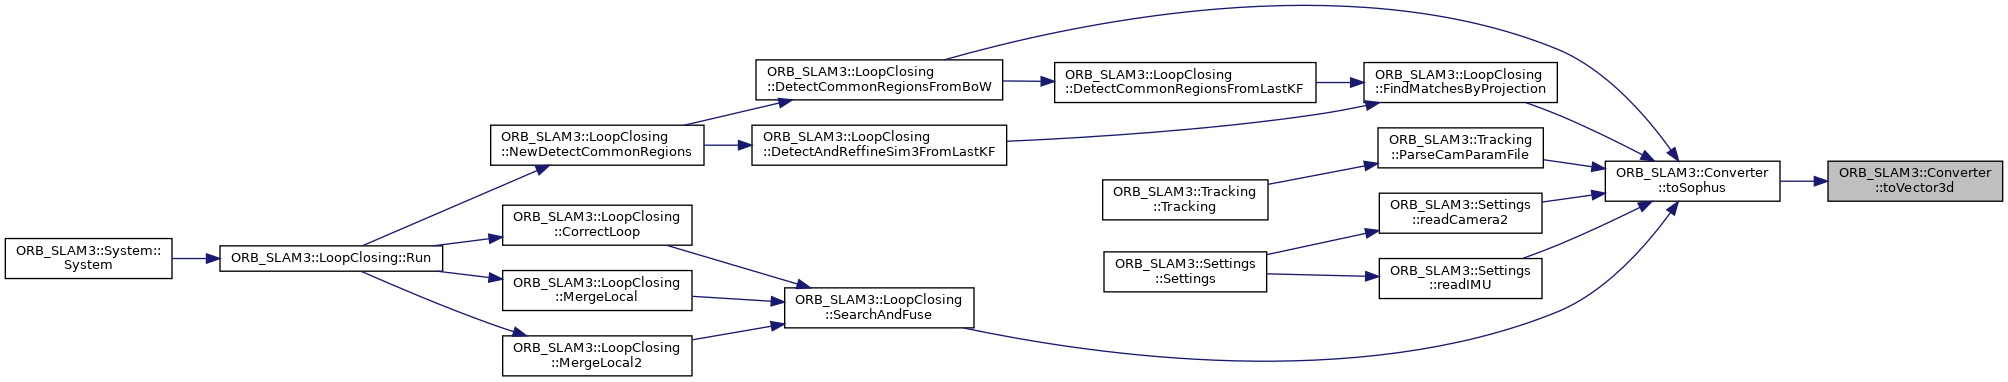 ORB_SLAM3::LoopClosing
::DetectCommonRegionsFromBoW
ORB_SLAM3::LoopClosing
::DetectCommonRegionsFromLastKF
ORB_SLAM3::LoopClosing
::FindMatchesByProjection
ORB_SLAM3::LoopClosing
::NewDetectCommonRegions
ORB_SLAM3::LoopClosing
::DetectAndReffineSim3FromLastKF
ORB_SLAM3::Tracking
::ParseCamParamFile
ORB_SLAM3::Converter
::toSophus
ORB_SLAM3::Converter
::toVector3d
ORB_SLAM3::Tracking
::Tracking
ORB_SLAM3::Settings
::readCamera2
ORB_SLAM3::LoopClosing
::CorrectLoop
ORB_SLAM3::System::
System
ORB_SLAM3::LoopClosing::Run
ORB_SLAM3::Settings
::Settings
ORB_SLAM3::Settings
::readIMU
ORB_SLAM3::LoopClosing
::MergeLocal
ORB_SLAM3::LoopClosing
::SearchAndFuse
ORB_SLAM3::LoopClosing
::MergeLocal2